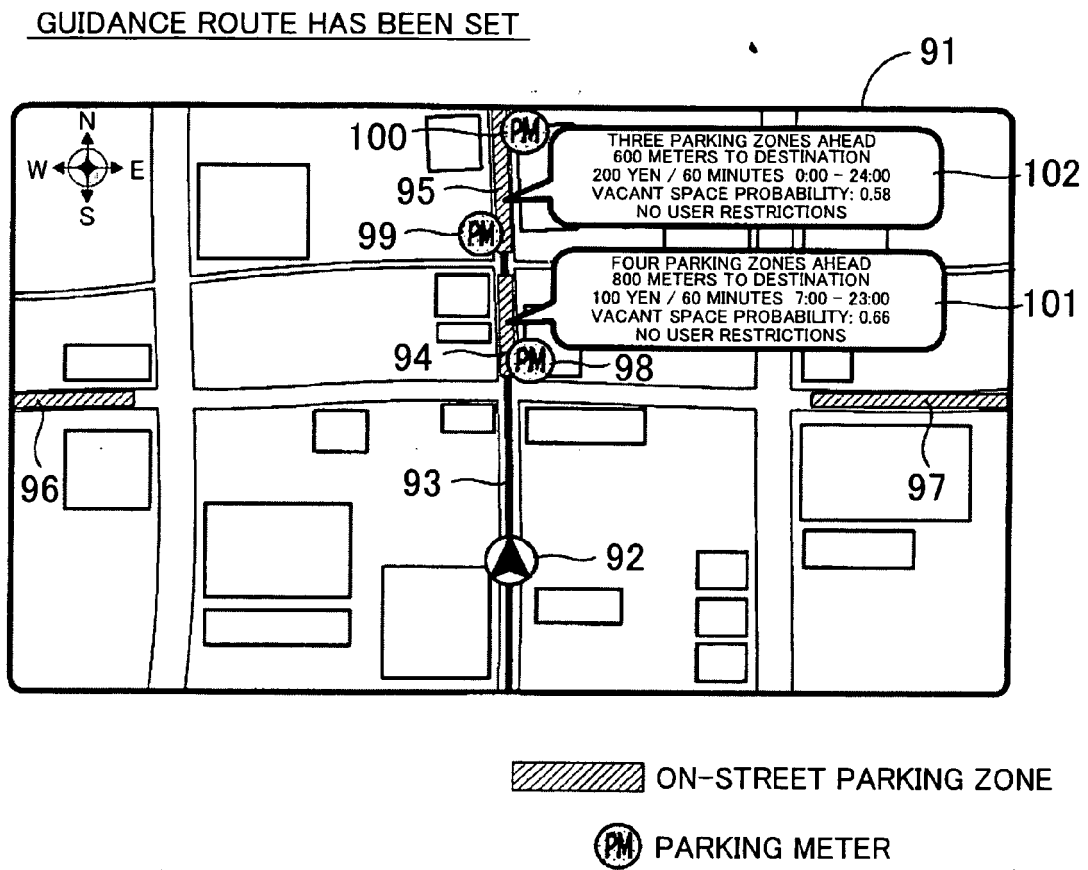 GUIDANCE ROUTE HAS BEEN SET
91
N
W E
S
100
PM
THREE PARKING ZONES AHEAD
600 METERS TO DESTINATION
200 YEN / 60 MINUTES 0:00 – 24:00
VACANT SPACE PROBABILITY: 0.58
NO USER RESTRICTIONS
102
95
99
PM
FOUR PARKING ZONES AHEAD
800 METERS TO DESTINATION
100 YEN / 60 MINUTES 7:00 – 23:00
VACANT SPACE PROBABILITY: 0.66
NO USER RESTRICTIONS
101
94
PM
98
96
93
97
92
ON-STREET PARKING ZONE
PM PARKING METER